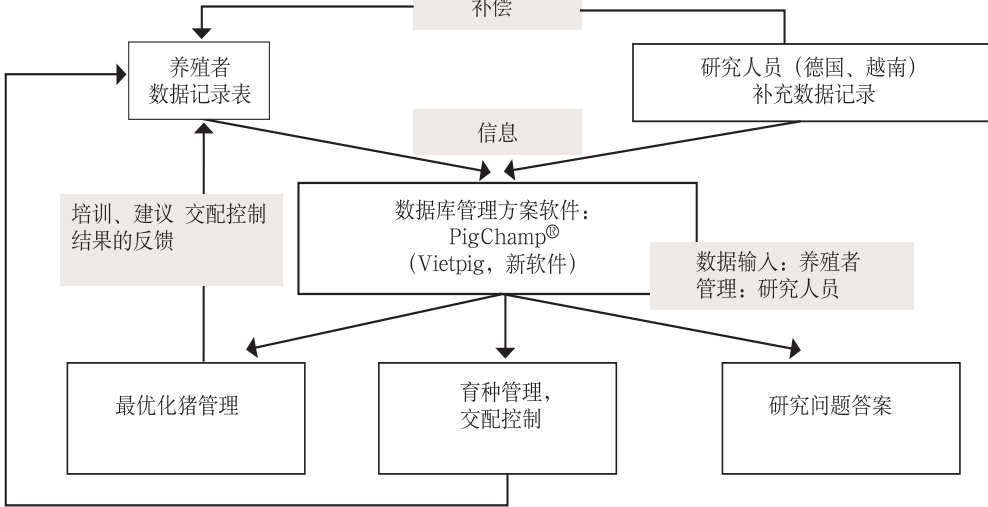 补偿
养殖者
数据记录表
研究人员（德国、越南）
补充数据记录
信息
培训、建议 交配控制
结果的反馈
数据库管理方案软件：
PigChamp®
（Vietpig，新软件）
数据输入：养殖者
管理：研究人员
最优化猪管理
育种管理，
交配控制
研究问题答案